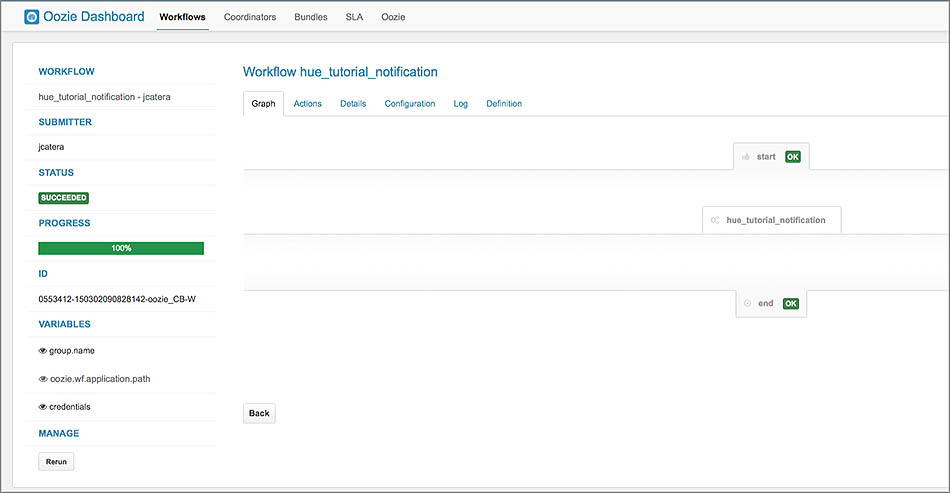 Oozie Dashboard Workflows Coordinators Bundles SLA Oozie
WORKFLOW
hue_tutorial_notification - jcatera
SUBMITTER
jcatera
STATUS
SUCCEEDED
PROGRESS
100%
ID
0553412-150302090828142-oozie_CB-W
VARIABLES
group.name
oozie.wf.application.path
credentials
MANAGE
Rerun
Workflow hue_tutorial_notification
Graph Actions Details Configuration Log Definition
start OK
hue_tutorial_notification
end OK
Back